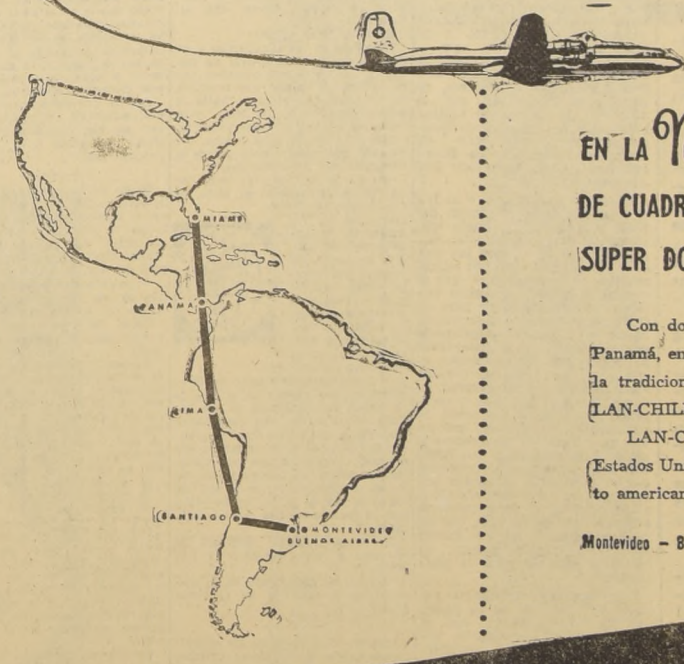 MIAMI
PANAMA
LIMA
SANTIAGO
MONTEVIDEO
BUENOS AIRES
EN LA
DE CUADR
SUPER DO
Con do
Panamá, en
la tradicion
LAN-CHIL
LAN-C
Estados Un
to american
Montevideo – B